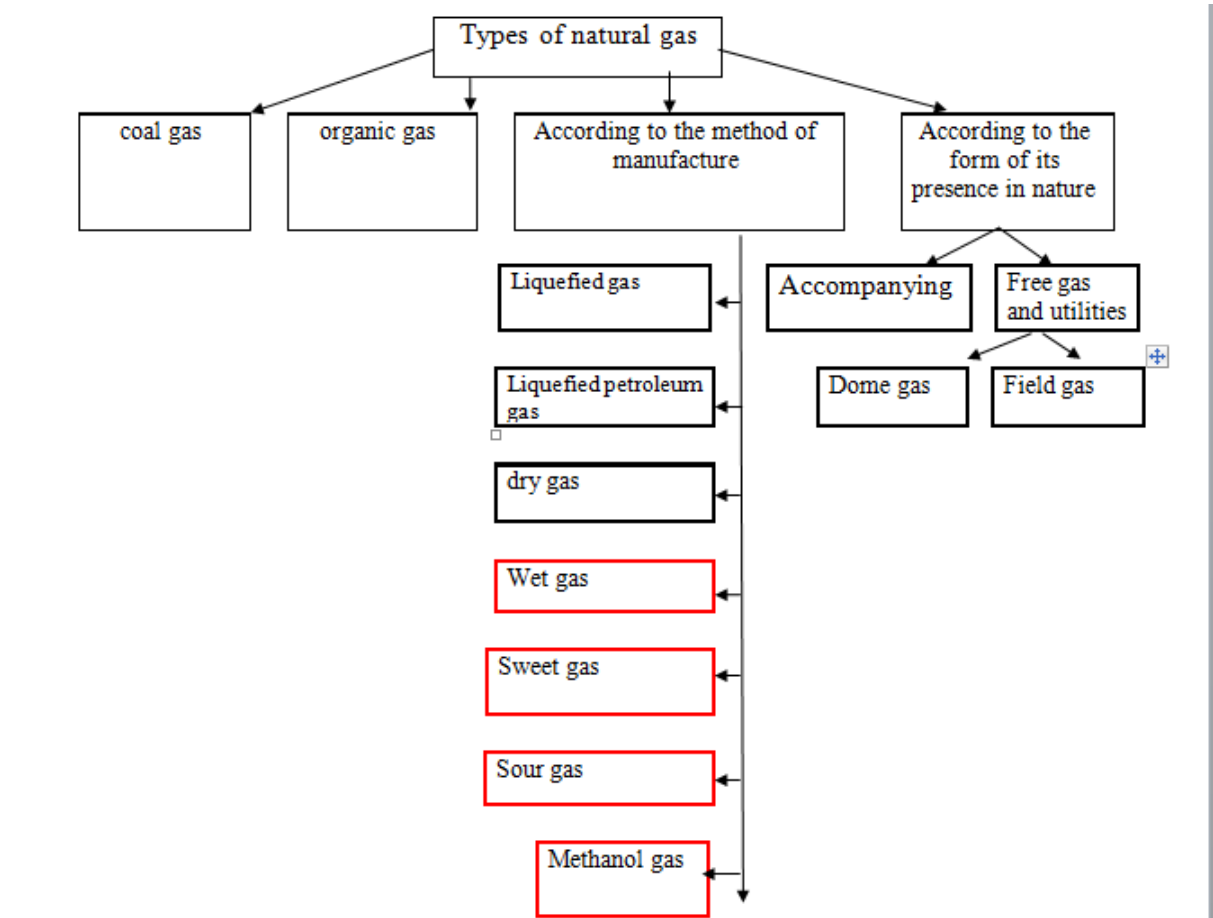 Types of natural gas
coal gas
organic gas
According to the method of
manufacture
According to the
form of its
presence in nature
Liquefied gas
Accompanying
Free gas
and utilities
Liquefied petroleum
gas
Dome gas
Field gas
dry gas
Wet gas
Sweet gas
Sour gas
Methanol gas